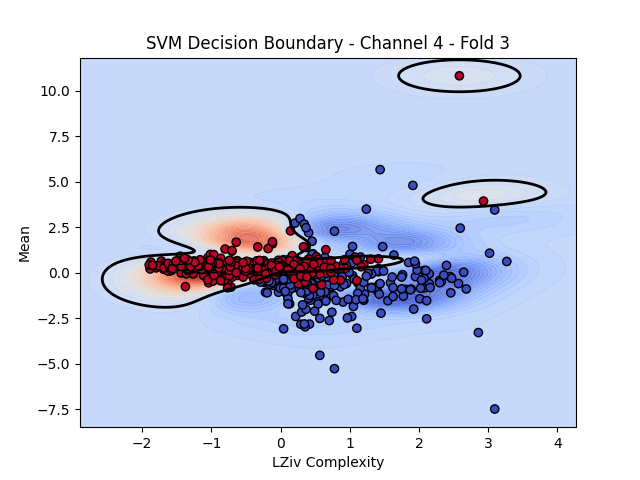 SVM Decision Boundary - Channel 4 - Fold 3
10.0
7.5
5.0
2.5
0.0
−2.5
−5.0
−7.5
Mean
−2 −1 0 1 2 3 4
LZiv Complexity